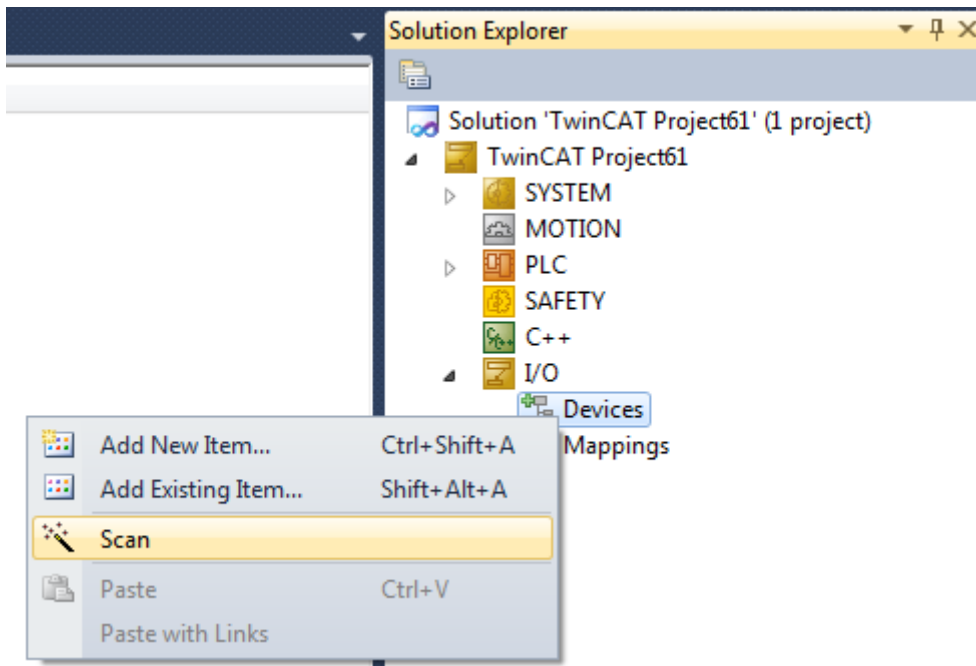 Solution Explorer
Solution 'TwinCAT Project61' (1 project)
TwinCAT Project61
SYSTEM
MOTION
PLC
SAFETY
C++
I/O
Devices
Mappings
Add New Item... Ctrl+Shift+A
Add Existing Item... Shift+Alt+A
Scan
Paste Ctrl+V
Paste with Links